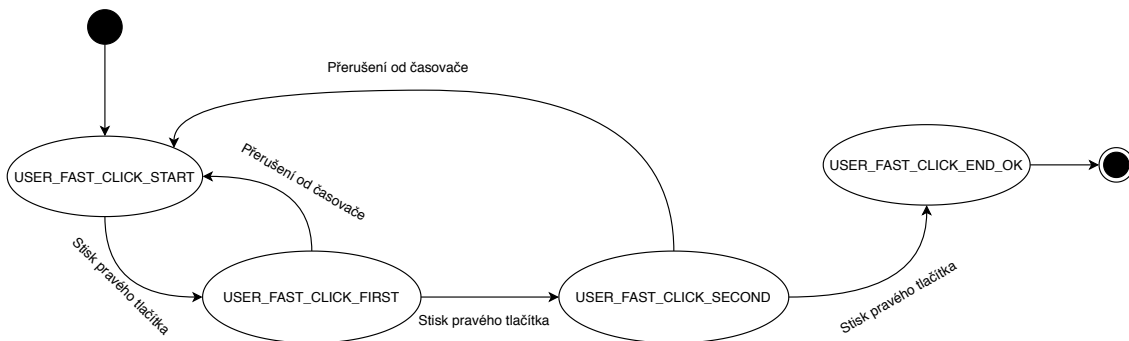 Přerušení od časovače
USER_FAST_CLICK_START
Přerušení od časovače
USER_FAST_CLICK_END_OK
Stisk pravého tlačítka
USER_FAST_CLICK_FIRST
Stisk pravého tlačítka
USER_FAST_CLICK_SECOND
Stisk pravého tlačítka